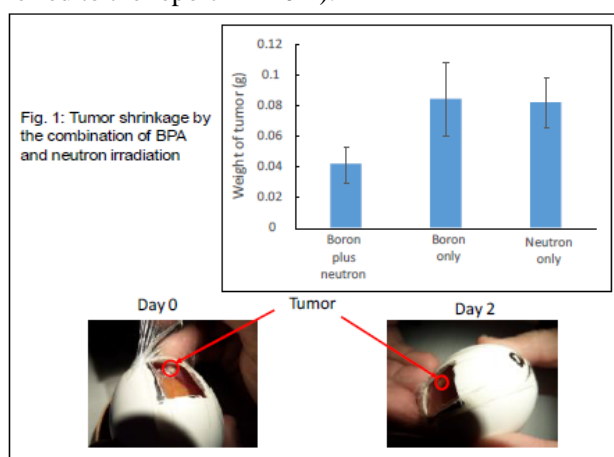 Fig. 1: Tumor shrinkage by
the combination of BPA
and neutron irradiation
Weight of tumor (g)
0.12
0.1
0.08
0.06
0.04
0.02
0
Boron
plus
neutron
Boron
only
Neutron
only
Day 0
Tumor
Day 2